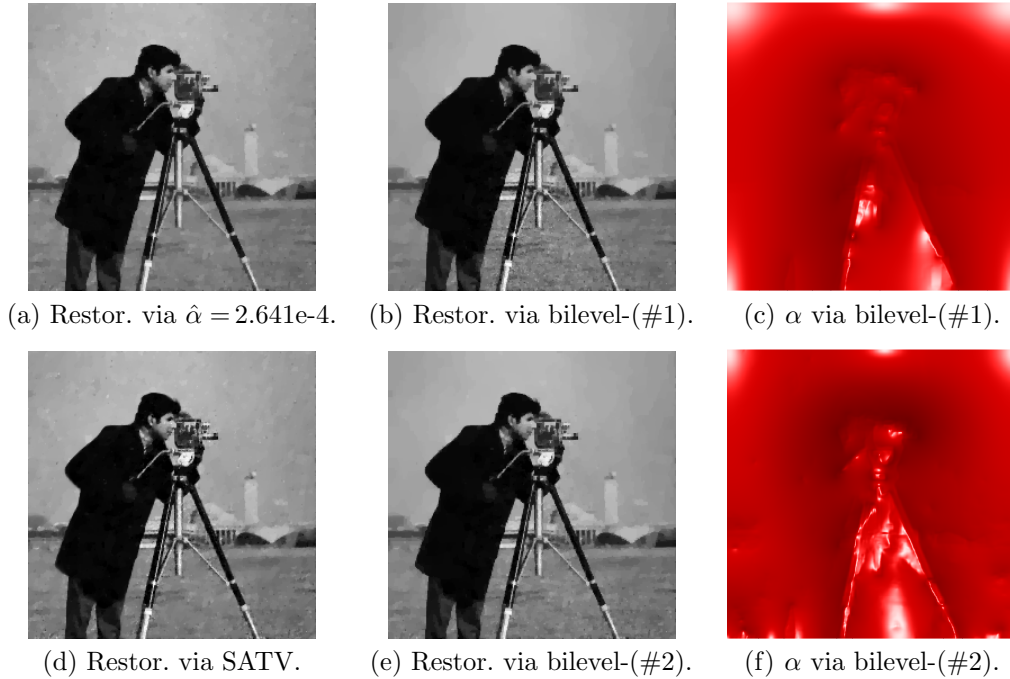 (a) Restor. via α̂ = 2.641e-4.
(b) Restor. via bilevel-(#1).
(c) α via bilevel-(#1).
(d) Restor. via SATV.
(e) Restor. via bilevel-(#2).
(f) α via bilevel-(#2).